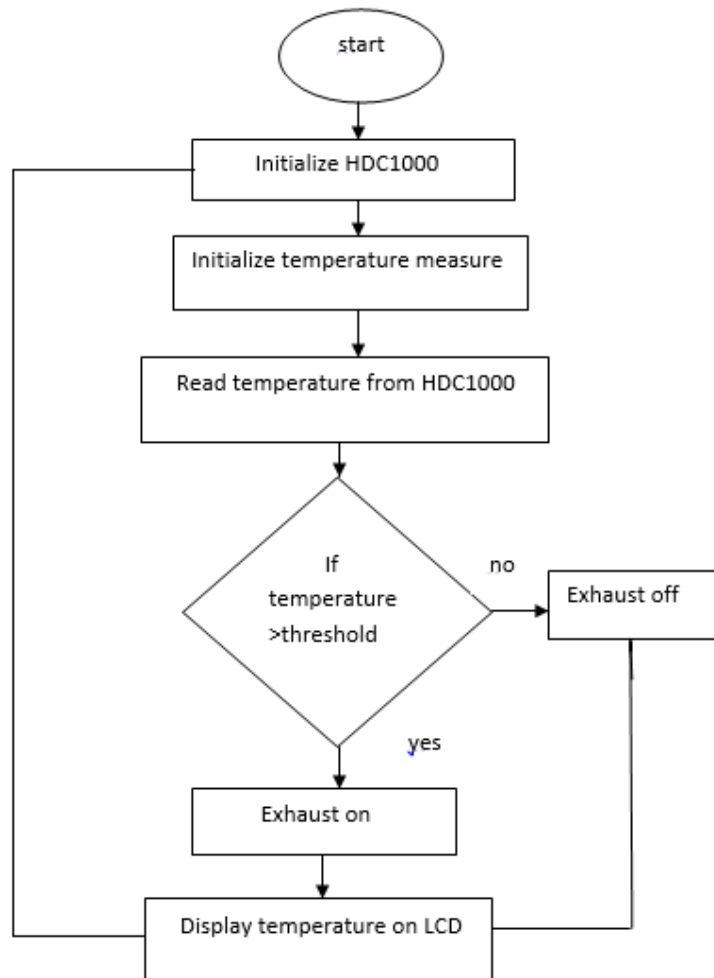 start
Initialize HDC1000
Initialize temperature measure
Read temperature from HDC1000
If
temperature
>threshold
no
Exhaust off
yes
Exhaust on
Display temperature on LCD